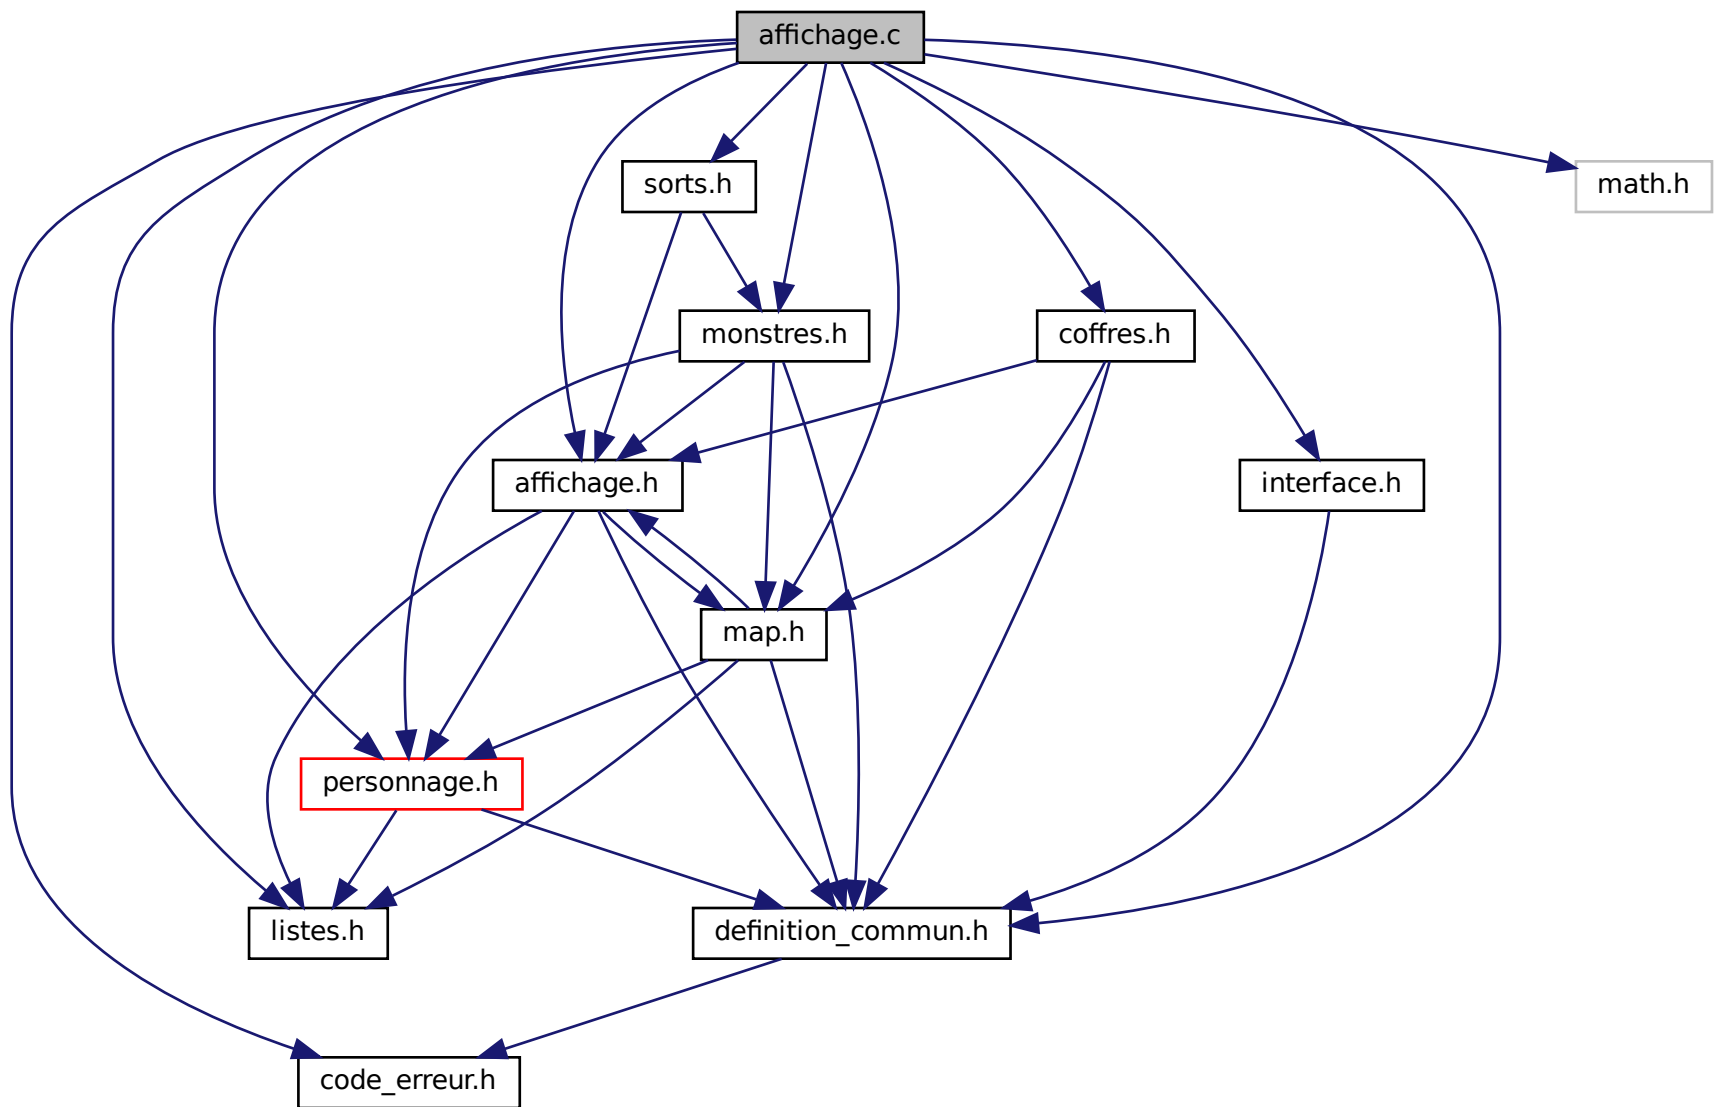 affichage.c
sorts.h
math.h
monstres.h
coffres.h
affichage.h
interface.h
map.h
personnage.h
listes.h
definition_commun.h
code_erreur.h